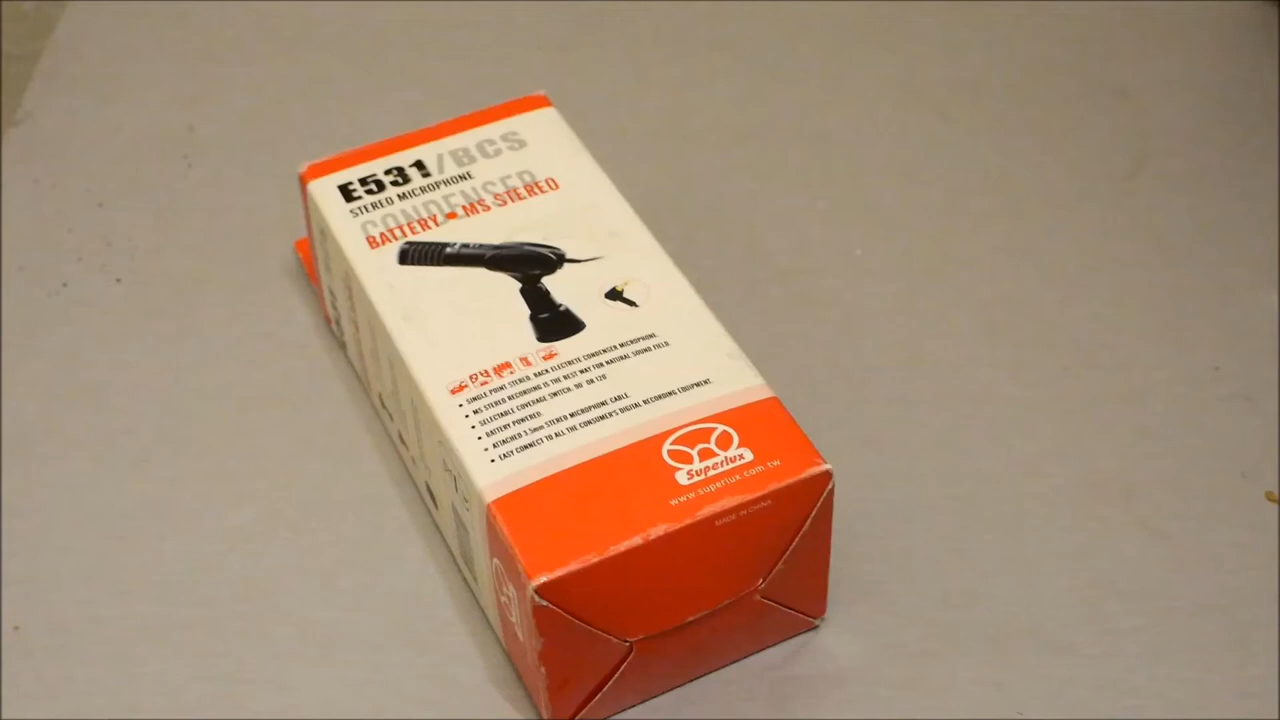 E531/BCS
STEREO MICROPHONE
CONDENSER
BATTERY • MS STEREO
• SINGLE POINT STEREO, BACK ELECTRETE CONDENSER MICROPHONE.
• MS STEREO RECORDING IS THE BEST WAY FOR NATURAL SOUND FIELD.
• SELECTABLE COVERAGE SWITCH, 90° OR 120°
• BATTERY POWERED.
• ATTACHED 3.5mm STEREO MICROPHONE CABLE.
• EASY CONNECT TO ALL THE CONSUMER'S DIGITAL RECORDING EQUIPMENT.
Superlux
www.superlux.com.tw
MADE IN CHINA